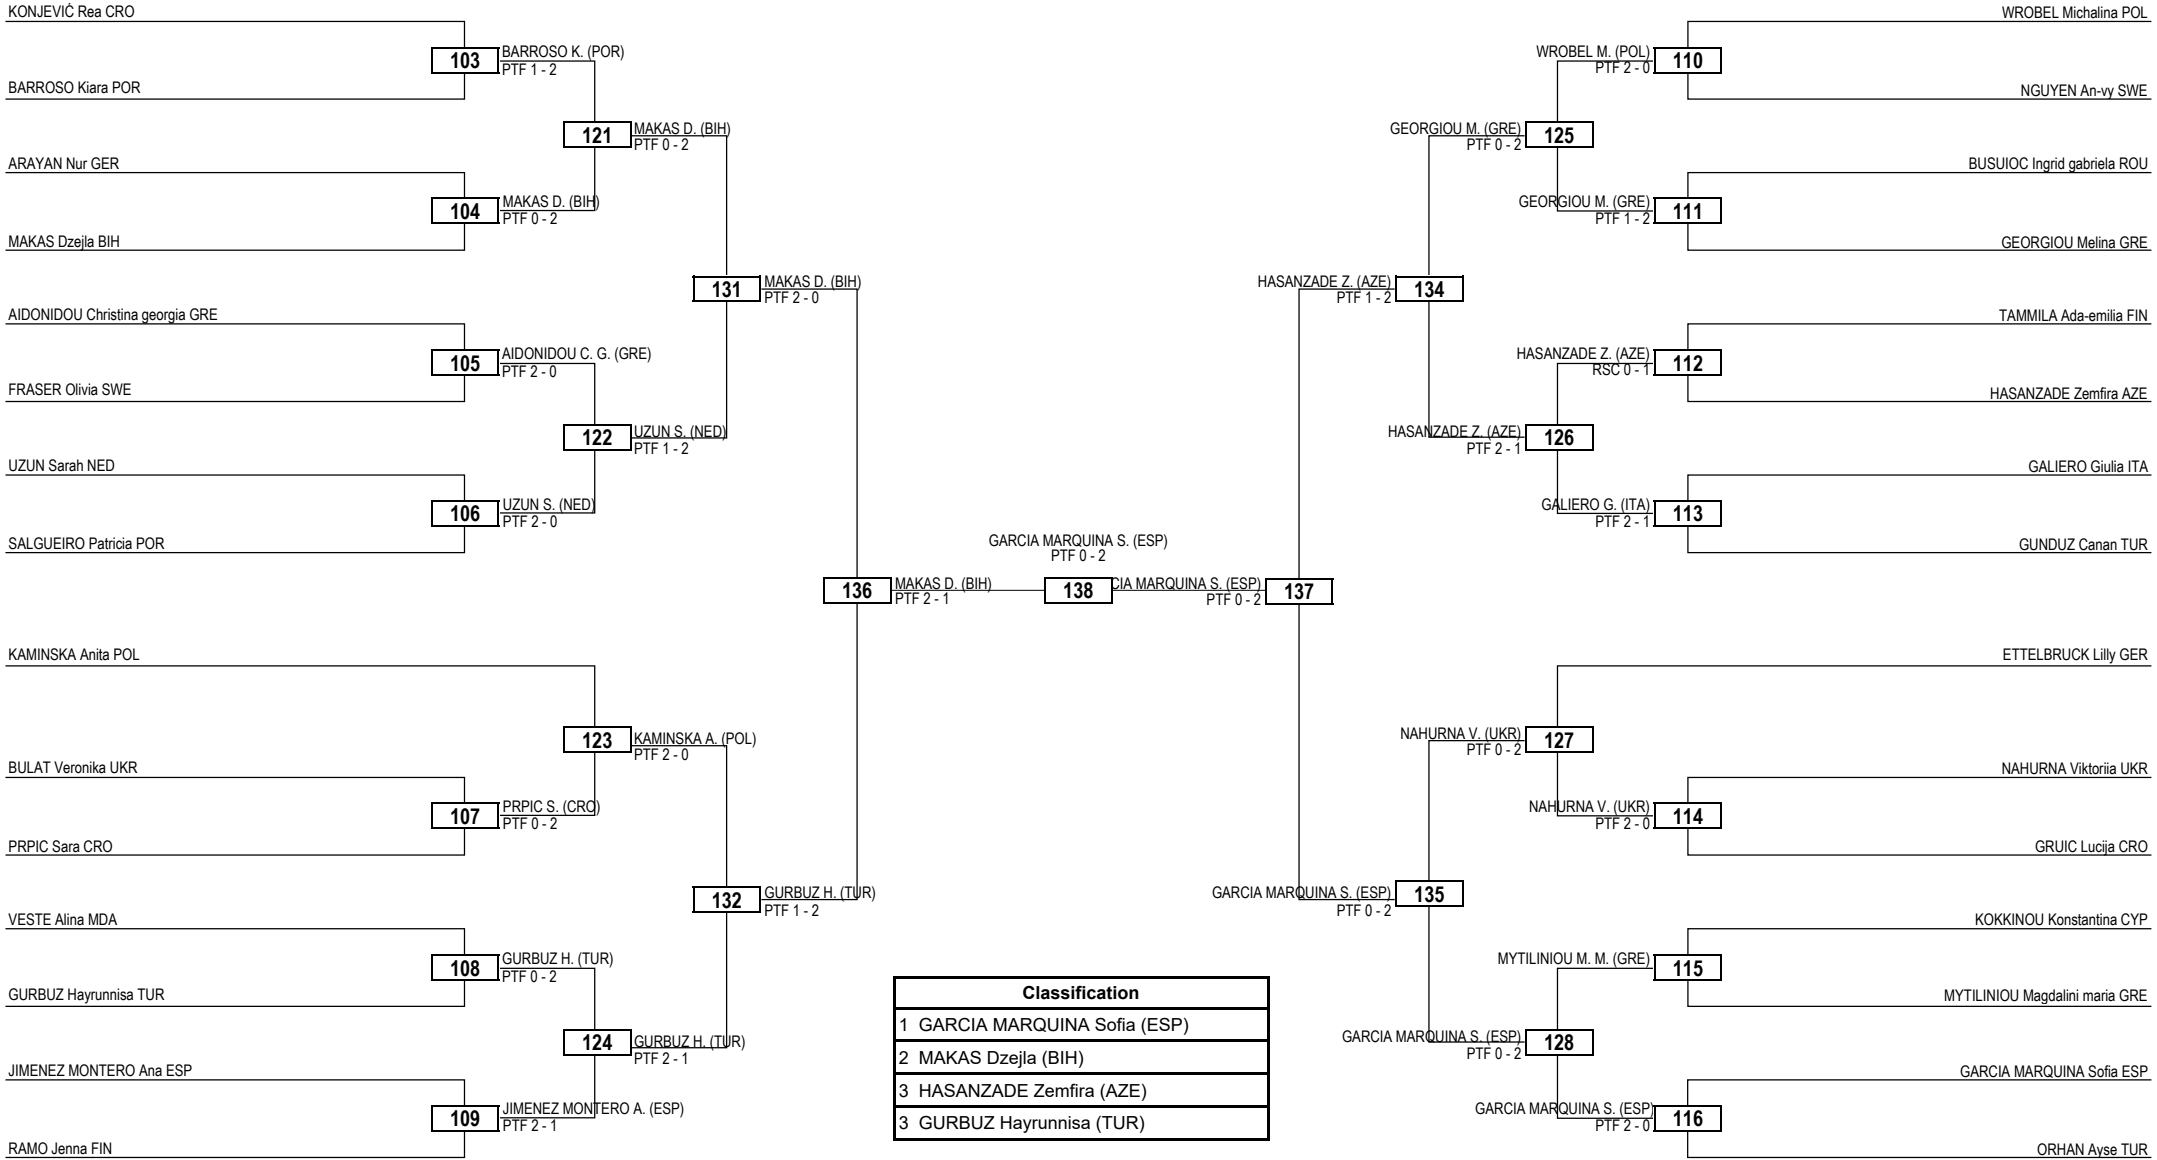 KONJEVIĆ Rea CRO
103
BARROSO K. (POR)
PTF 1 - 2
BARROSO Kiara POR
121
MAKAS D. (BIH)
PTF 0 - 2
ARAYAN Nur GER
104
MAKAS D. (BIH)
PTF 0 - 2
MAKAS Dzejla BIH
131
MAKAS D. (BIH)
PTF 2 - 0
AIDONIDOU Christina georgia GRE
105
AIDONIDOU C. G. (GRE)
PTF 2 - 0
FRASER Olivia SWE
122
UZUN S. (NED)
PTF 1 - 2
UZUN Sarah NED
106
UZUN S. (NED)
PTF 2 - 0
SALGUEIRO Patricia POR
136
MAKAS D. (BIH)
PTF 2 - 1
KAMINSKA Anita POL
123
KAMINSKA A. (POL)
PTF 2 - 0
BULAT Veronika UKR
107
PRPIC S. (CRO)
PTF 0 - 2
PRPIC Sara CRO
132
GURBUZ H. (TUR)
PTF 1 - 2
VESTE Alina MDA
108
GURBUZ H. (TUR)
PTF 0 - 2
GURBUZ Hayrunnisa TUR
124
GURBUZ H. (TUR)
PTF 2 - 1
JIMENEZ MONTERO Ana ESP
109
JIMENEZ MONTERO A. (ESP)
PTF 2 - 1
RAMO Jenna FIN
GARCIA MARQUINA S. (ESP)
PTF 0 - 2
138
CIA MARQUINA S. (ESP)
PTF 0 - 2
137
WROBEL Michalina POL
WROBEL M. (POL)
PTF 2 - 0
110
NGUYEN An-vy SWE
GEORGIOU M. (GRE)
PTF 0 - 2
125
BUSUIOC Ingrid gabriela ROU
GEORGIOU M. (GRE)
PTF 1 - 2
111
GEORGIOU Melina GRE
HASANZADE Z. (AZE)
PTF 1 - 2
134
TAMMILA Ada-emilia FIN
HASANZADE Z. (AZE)
RSC 0 - 1
112
HASANZADE Zemfira AZE
HASANZADE Z. (AZE)
PTF 2 - 1
126
GALIERO Giulia ITA
GALIERO G. (ITA)
PTF 2 - 1
113
GUNDUZ Canan TUR
ETTELBRUCK Lilly GER
NAHURNA V. (UKR)
PTF 0 - 2
127
NAHURNA Viktoriia UKR
NAHURNA V. (UKR)
PTF 2 - 0
114
GRUIC Lucija CRO
GARCIA MARQUINA S. (ESP)
PTF 0 - 2
135
KOKKINOU Konstantina CYP
MYTILINIOU M. M. (GRE)
115
MYTILINIOU Magdalini maria GRE
GARCIA MARQUINA S. (ESP)
PTF 0 - 2
128
GARCIA MARQUINA Sofia ESP
GARCIA MARQUINA S. (ESP)
PTF 2 - 0
116
ORHAN Ayse TUR
Classification
1 GARCIA MARQUINA Sofia (ESP)
2 MAKAS Dzejla (BIH)
3 HASANZADE Zemfira (AZE)
3 GURBUZ Hayrunnisa (TUR)